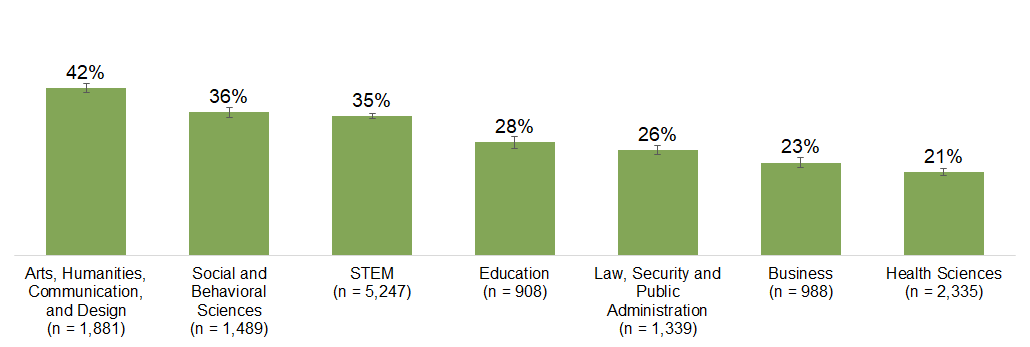 42%
36%
35%
28%
26%
23%
21%
Arts, Humanities,
Communication,
and Design
(n = 1,881)
Social and
Behavioral
Sciences
(n = 1,489)
STEM
(n = 5,247)
Education
(n = 908)
Law, Security and
Public
Administration
(n = 1,339)
Business
(n = 988)
Health Sciences
(n = 2,335)